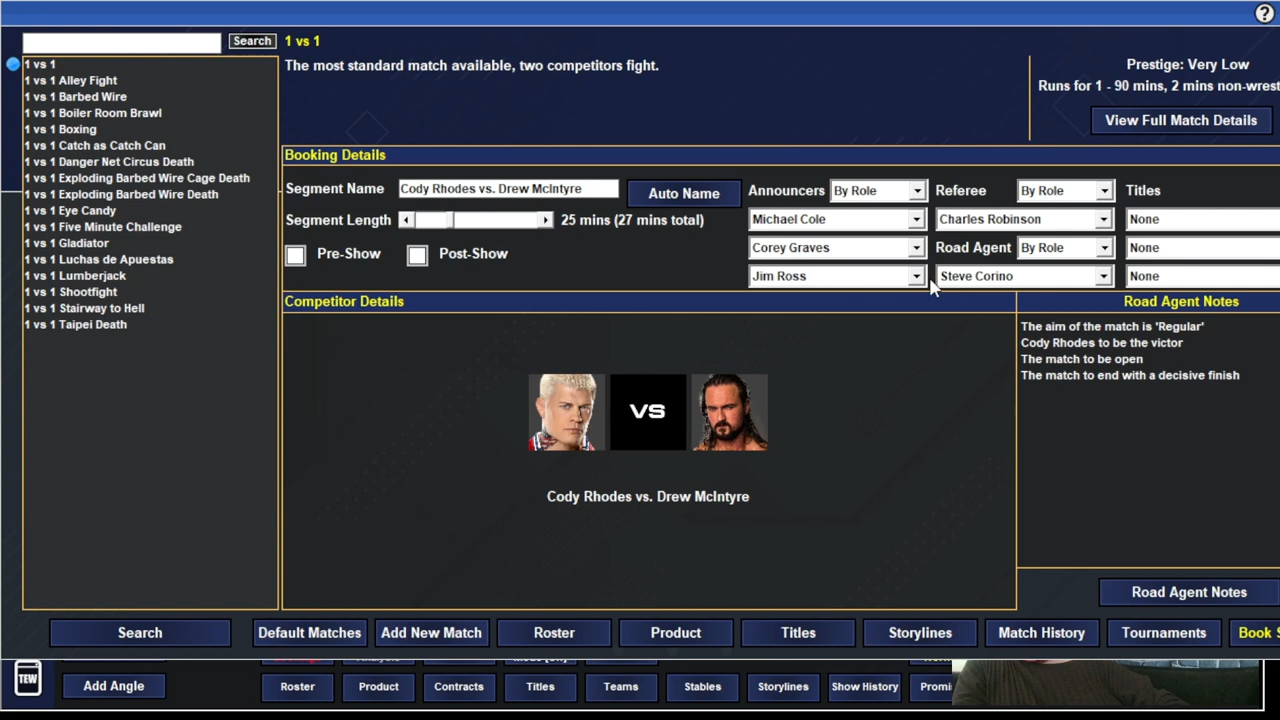 ?
Search
1 vs 1
1 vs 1
1 vs 1 Alley Fight
1 vs 1 Barbed Wire
1 vs 1 Boiler Room Brawl
1 vs 1 Boxing
1 vs 1 Catch as Catch Can
1 vs 1 Danger Net Circus Death
1 vs 1 Exploding Barbed Wire Cage Death
1 vs 1 Exploding Barbed Wire Death
1 vs 1 Eye Candy
1 vs 1 Five Minute Challenge
1 vs 1 Gladiator
1 vs 1 Luchas de Apuestas
1 vs 1 Lumberjack
1 vs 1 Shootfight
1 vs 1 Stairway to Hell
1 vs 1 Taipei Death
The most standard match available, two competitors fight.
Prestige: Very Low
Runs for 1 - 90 mins, 2 mins non-wrest
View Full Match Details
Booking Details
Segment Name Cody Rhodes vs. Drew McIntyre Auto Name
Segment Length 25 mins (27 mins total)
Pre-Show Post-Show
Announcers By Role Referee By Role Titles
Michael Cole Charles Robinson None
Corey Graves Road Agent By Role None
Jim Ross Steve Corino None
Competitor Details
VS
Cody Rhodes vs. Drew McIntyre
Road Agent Notes
The aim of the match is 'Regular'
Cody Rhodes to be the victor
The match to be open
The match to end with a decisive finish
Road Agent Notes
Search Default Matches Add New Match Roster Product Titles Storylines Match History Tournaments Book S
TEW Add Angle Roster Product Contracts Titles Teams Stables Storylines Show History Promi